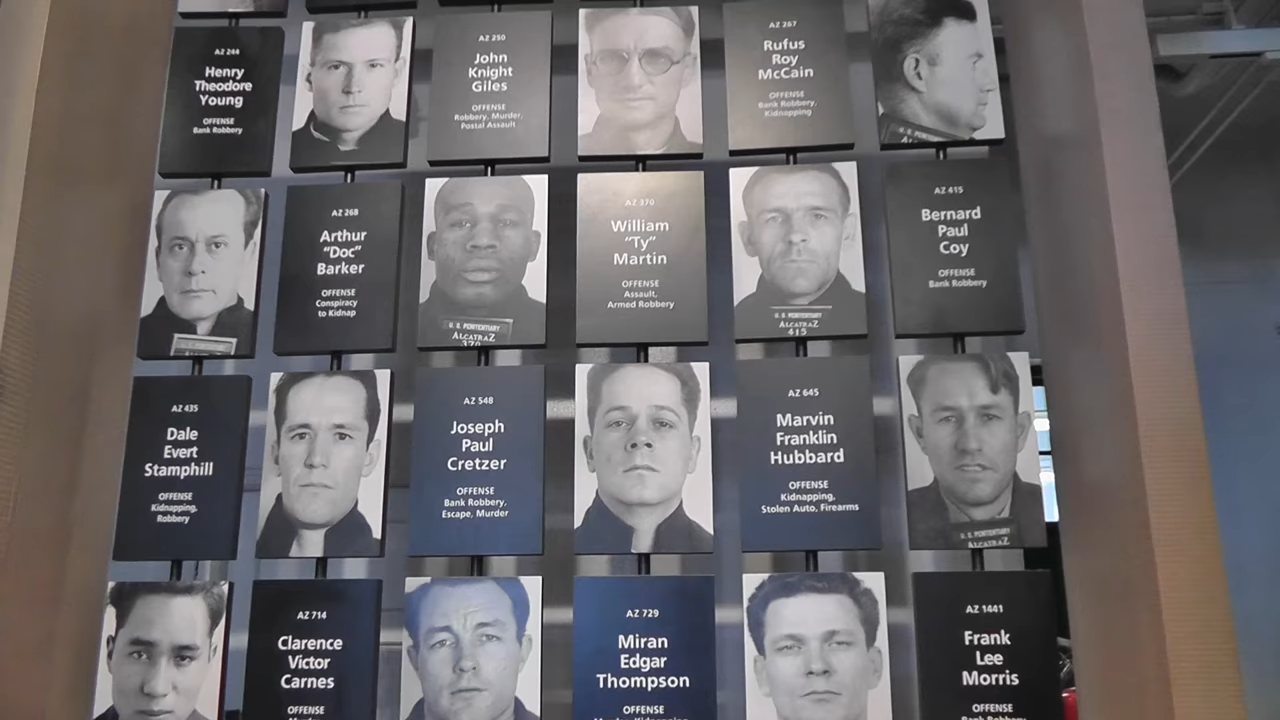 AZ 244
Henry
Theodore
Young
OFFENSE
Bank Robbery
AZ 250
John
Knight
Giles
OFFENSE
Robbery, Murder,
Postal Assault
AZ 267
Rufus
Roy
McCain
OFFENSE
Bank Robbery,
Kidnapping
U. S. PENITENTIARY
AZ 268
Arthur
"Doc"
Barker
OFFENSE
Conspiracy
to Kidnap
U. S. PENITENTIARY
ALCATRAZ
370
AZ 370
William
"Ty"
Martin
OFFENSE
Assault,
Armed Robbery
U. S. PENITENTIARY
ALCATRAZ
415
AZ 415
Bernard
Paul
Coy
OFFENSE
Bank Robbery
AZ 435
Dale
Evert
Stamphill
OFFENSE
Kidnapping,
Robbery
AZ 548
Joseph
Paul
Cretzer
OFFENSE
Bank Robbery,
Escape, Murder
AZ 645
Marvin
Franklin
Hubbard
OFFENSE
Kidnapping,
Stolen Auto, Firearms
U. S. PENITENTIARY
ALCATRAZ
AZ 714
Clarence
Victor
Carnes
OFFENSE
AZ 729
Miran
Edgar
Thompson
OFFENSE
AZ 1441
Frank
Lee
Morris
OFFENSE